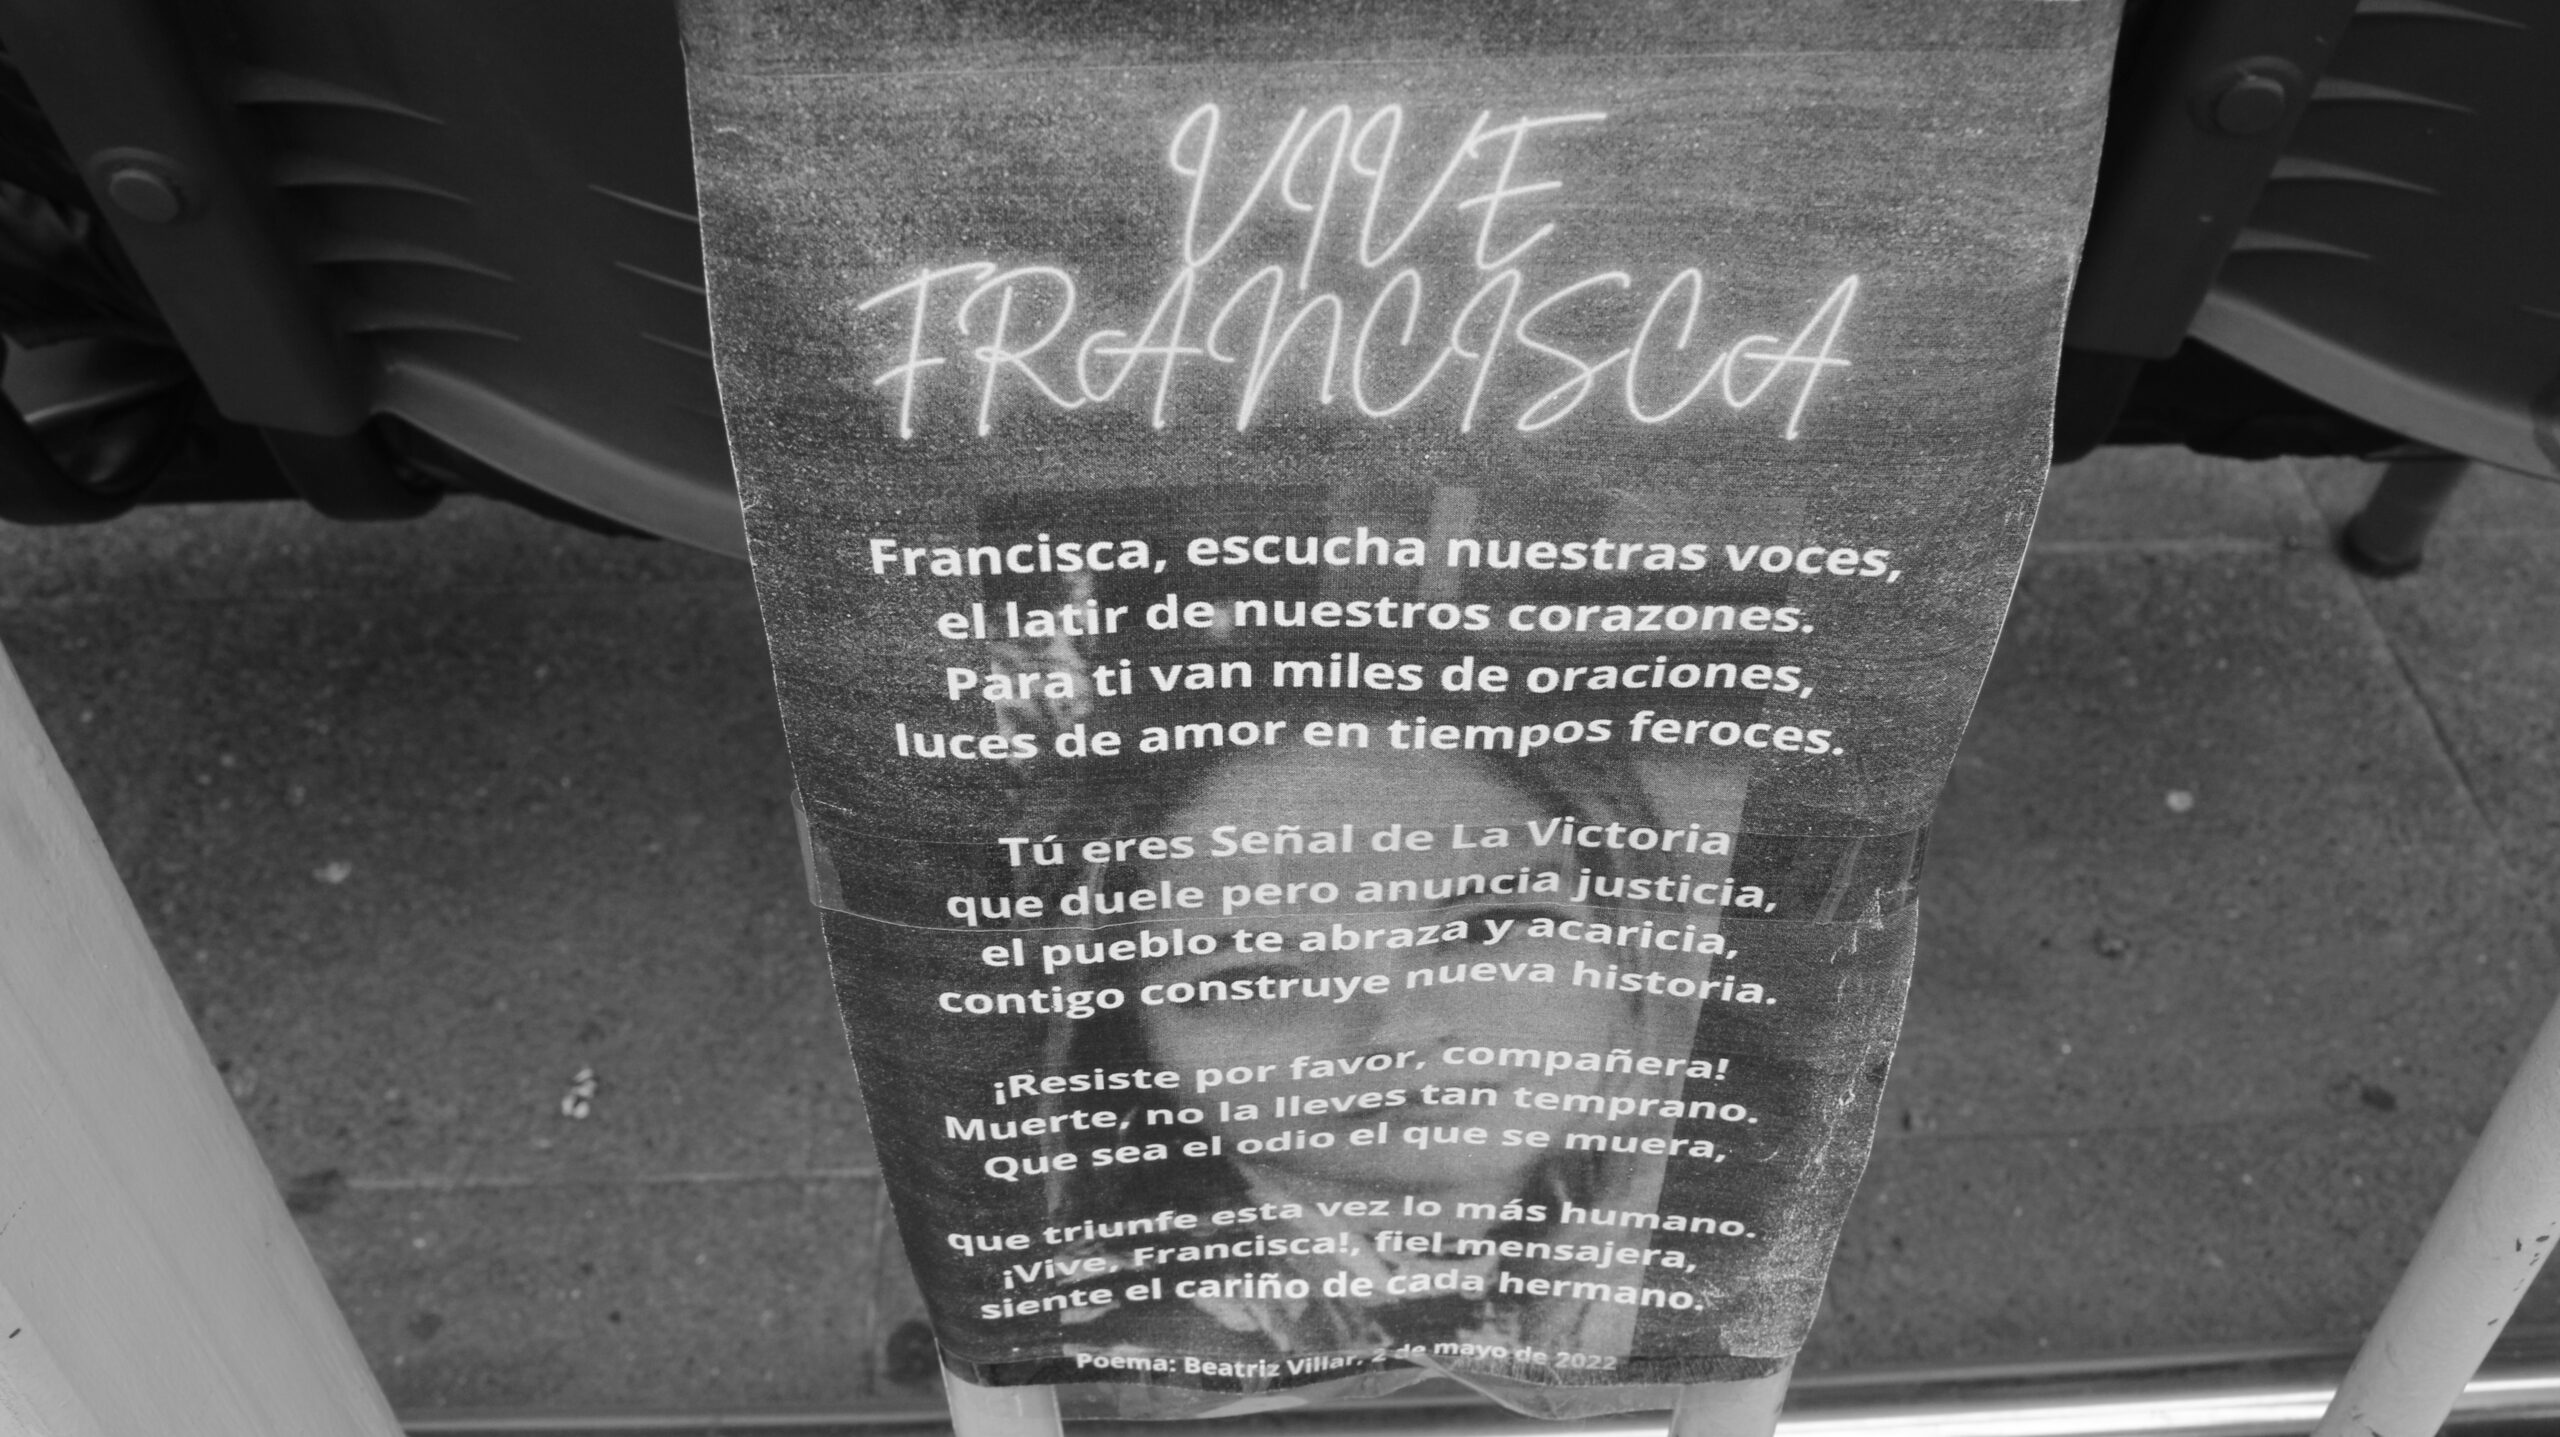 VIVE
FRANCISCA
Francisca, escucha nuestras voces,
el latir de nuestros corazones.
Para ti van miles de oraciones,
luces de amor en tiempos feroces.
Tú eres Señal de La Victoria
que duele pero anuncia justicia,
el pueblo te abraza y acaricia,
contigo construye nueva historia.
¡Resiste por favor, compañera!
Muerte, no la lleves tan temprano.
Que sea el odio el que se muera,
que triunfe esta vez lo más humano.
¡Vive, Francisca!, fiel mensajera,
siente el cariño de cada hermano.
Poema: Beatriz Villar, 2 de mayo de 2022